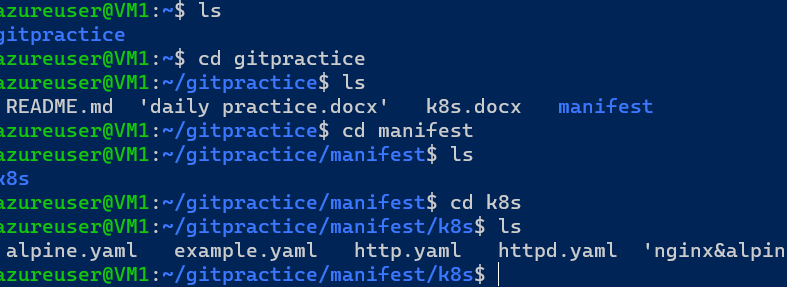 azureuser@VM1:~$ ls
gitpractice
azureuser@VM1:~$ cd gitpractice
azureuser@VM1:~/gitpractice$ ls
README.md 'daily practice.docx' k8s.docx manifest
azureuser@VM1:~/gitpractice$ cd manifest
azureuser@VM1:~/gitpractice/manifest$ ls
k8s
azureuser@VM1:~/gitpractice/manifest$ cd k8s
azureuser@VM1:~/gitpractice/manifest/k8s$ ls
alpine.yaml example.yaml http.yaml httpd.yaml 'nginx&alpin
azureuser@VM1:~/gitpractice/manifest/k8s$